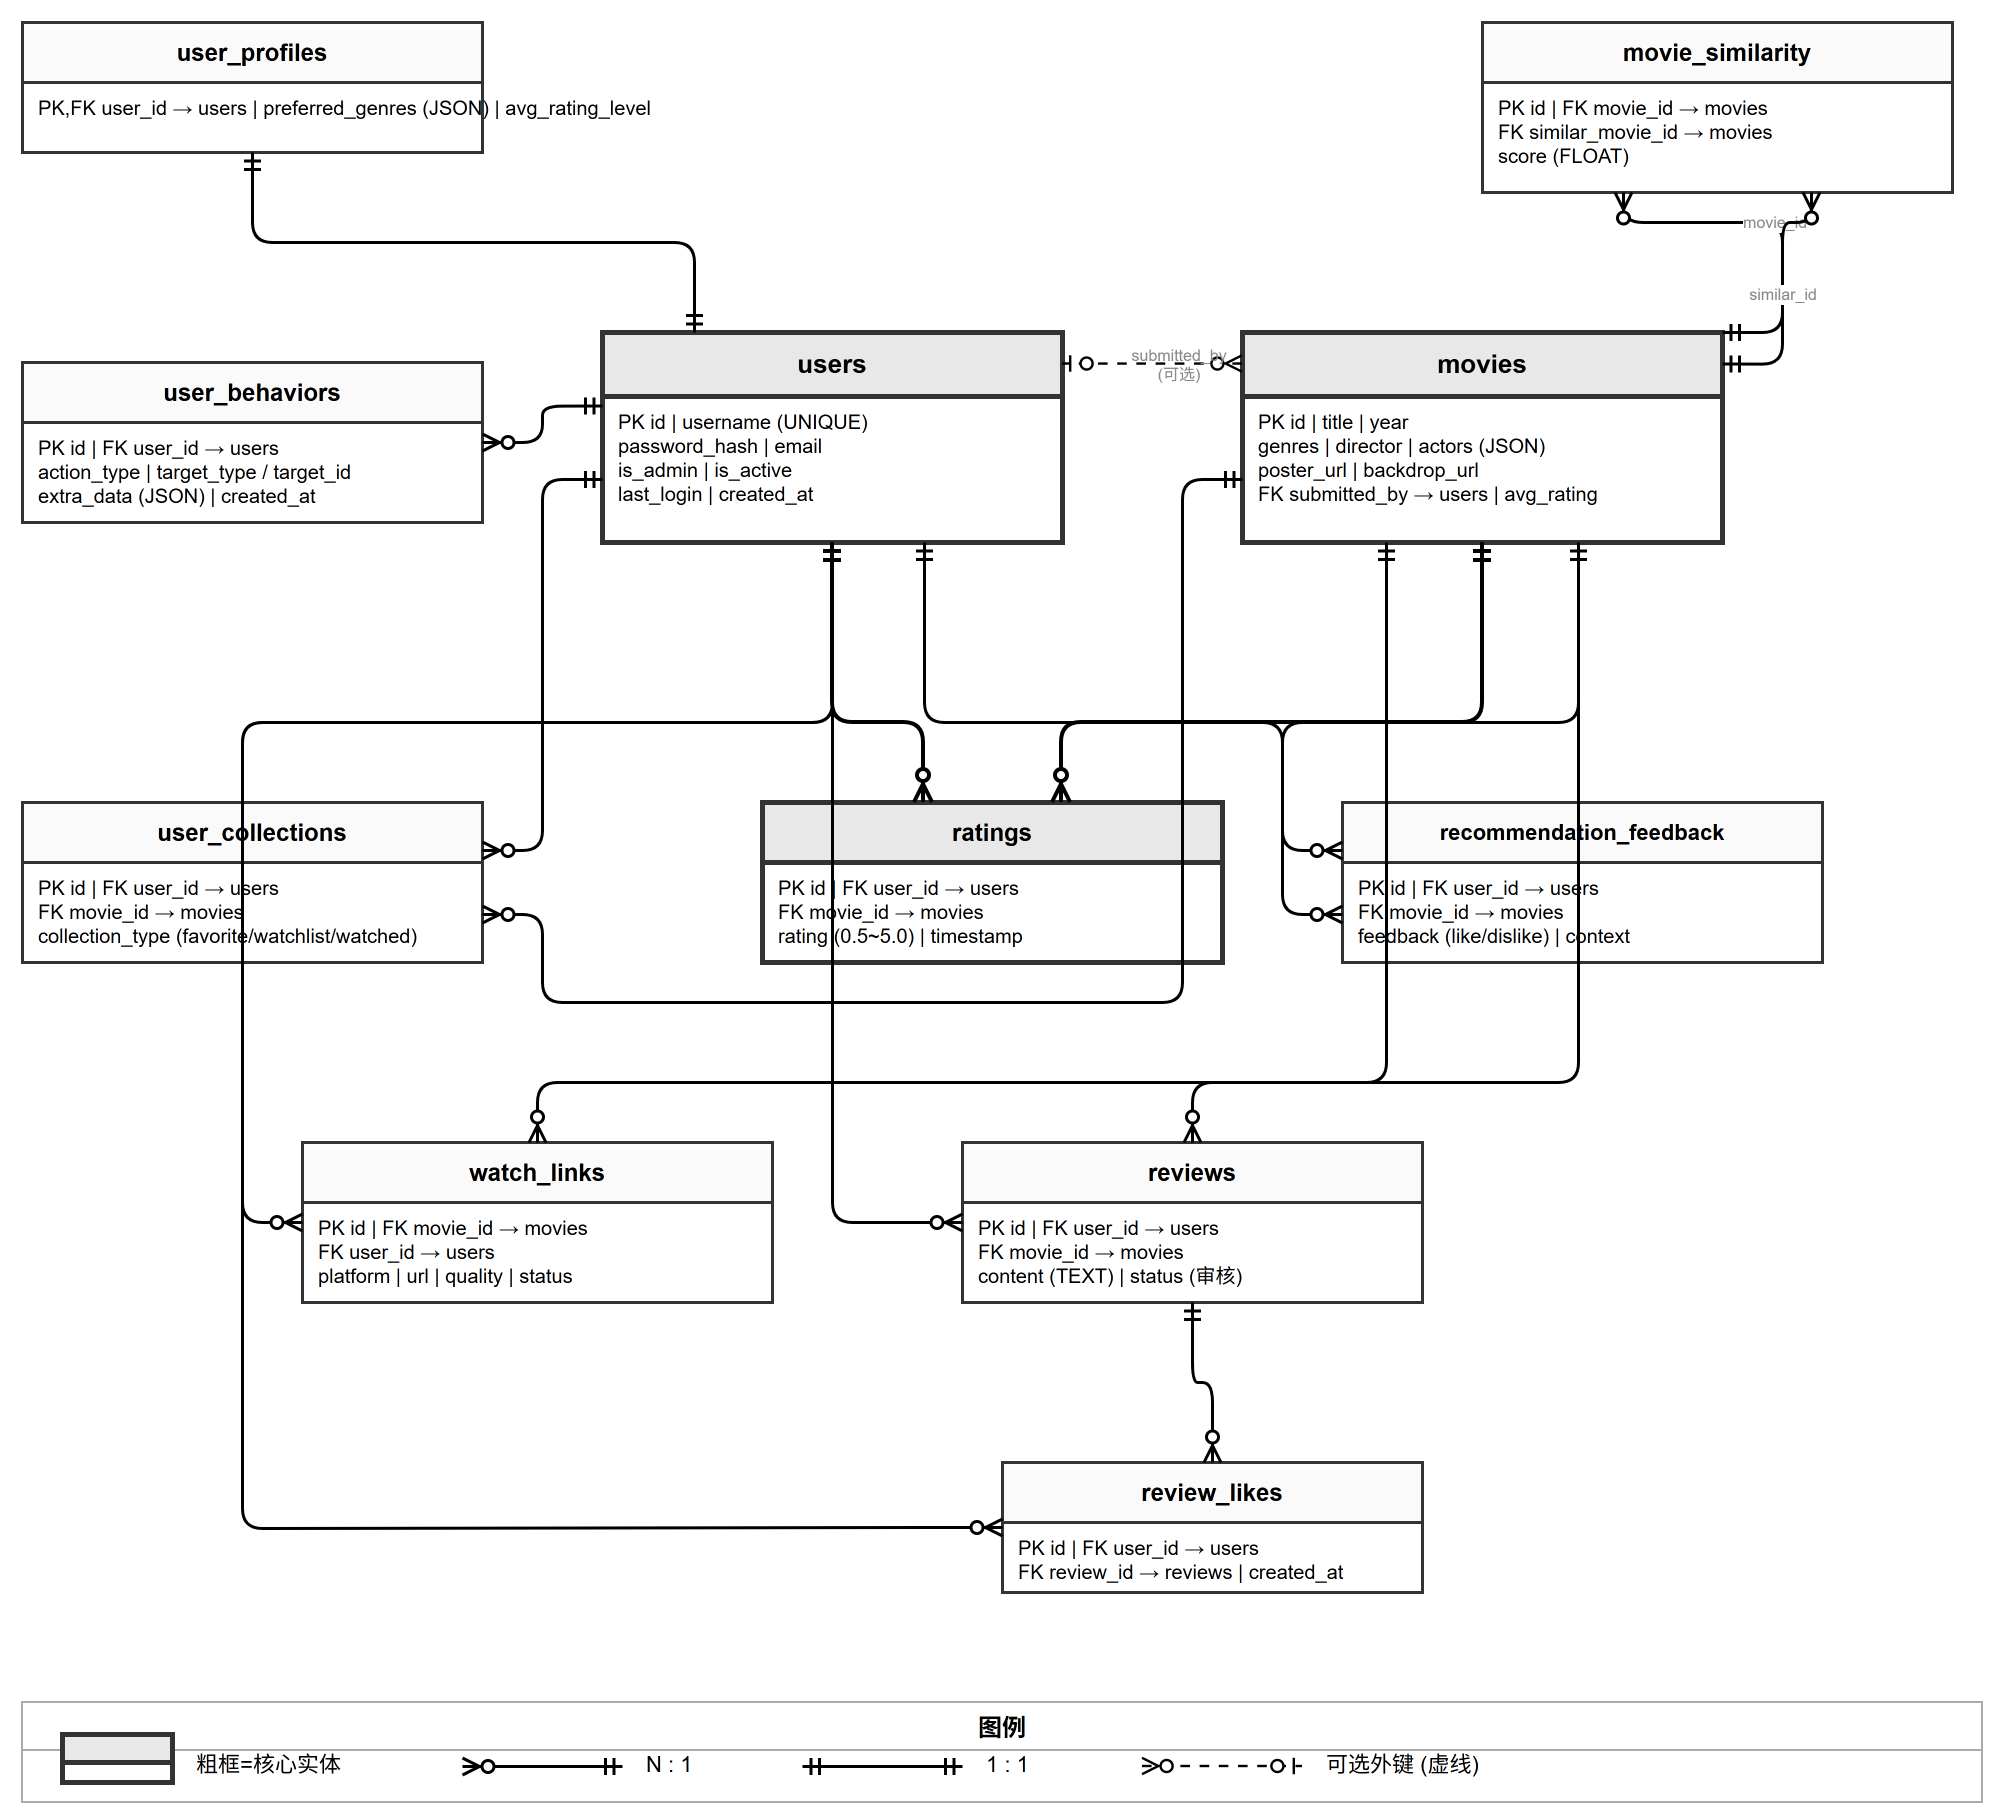 user_profiles
PK,FK user_id → users | preferred_genres (JSON) | avg_rating_level
movie_similarity
PK id | FK movie_id → movies
FK similar_movie_id → movies
score (FLOAT)
movie_id
similar_id
users
PK id | username (UNIQUE)
password_hash | email
is_admin | is_active
last_login | created_at
submitted_by
(可选)
movies
PK id | title | year
genres | director | actors (JSON)
poster_url | backdrop_url
FK submitted_by → users | avg_rating
user_behaviors
PK id | FK user_id → users
action_type | target_type / target_id
extra_data (JSON) | created_at
user_collections
PK id | FK user_id → users
FK movie_id → movies
collection_type (favorite/watchlist/watched)
ratings
PK id | FK user_id → users
FK movie_id → movies
rating (0.5~5.0) | timestamp
recommendation_feedback
PK id | FK user_id → users
FK movie_id → movies
feedback (like/dislike) | context
watch_links
PK id | FK movie_id → movies
FK user_id → users
platform | url | quality | status
reviews
PK id | FK user_id → users
FK movie_id → movies
content (TEXT) | status (审核)
review_likes
PK id | FK user_id → users
FK review_id → reviews | created_at
图例
粗框=核心实体
N : 1
1 : 1
可选外键 (虚线)